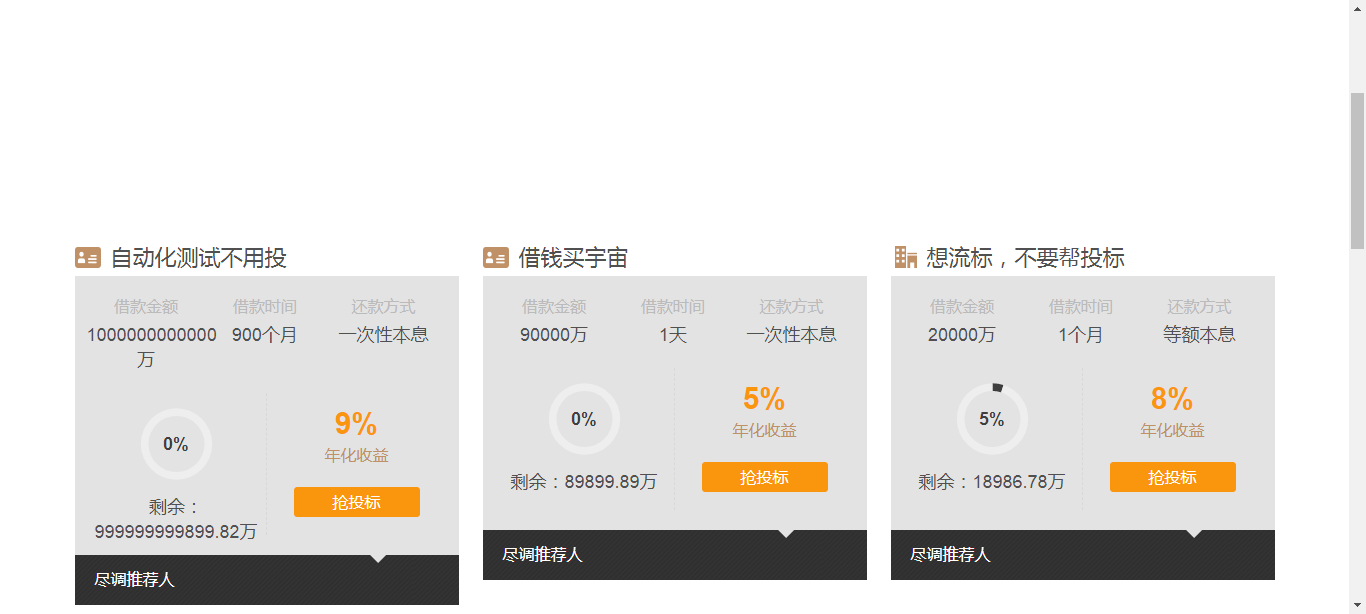 自动化测试不用投
借款金额 借款时间 还款方式
1000000000000万 900个月 一次性本息
0%
剩余：
999999999899.82万
9%
年化收益
抢投标
尽调推荐人
借钱买宇宙
借款金额 借款时间 还款方式
90000万 1天 一次性本息
0%
剩余：89899.89万
5%
年化收益
抢投标
尽调推荐人
想流标，不要帮投标
借款金额 借款时间 还款方式
20000万 1个月 等额本息
5%
剩余：18986.78万
8%
年化收益
抢投标
尽调推荐人